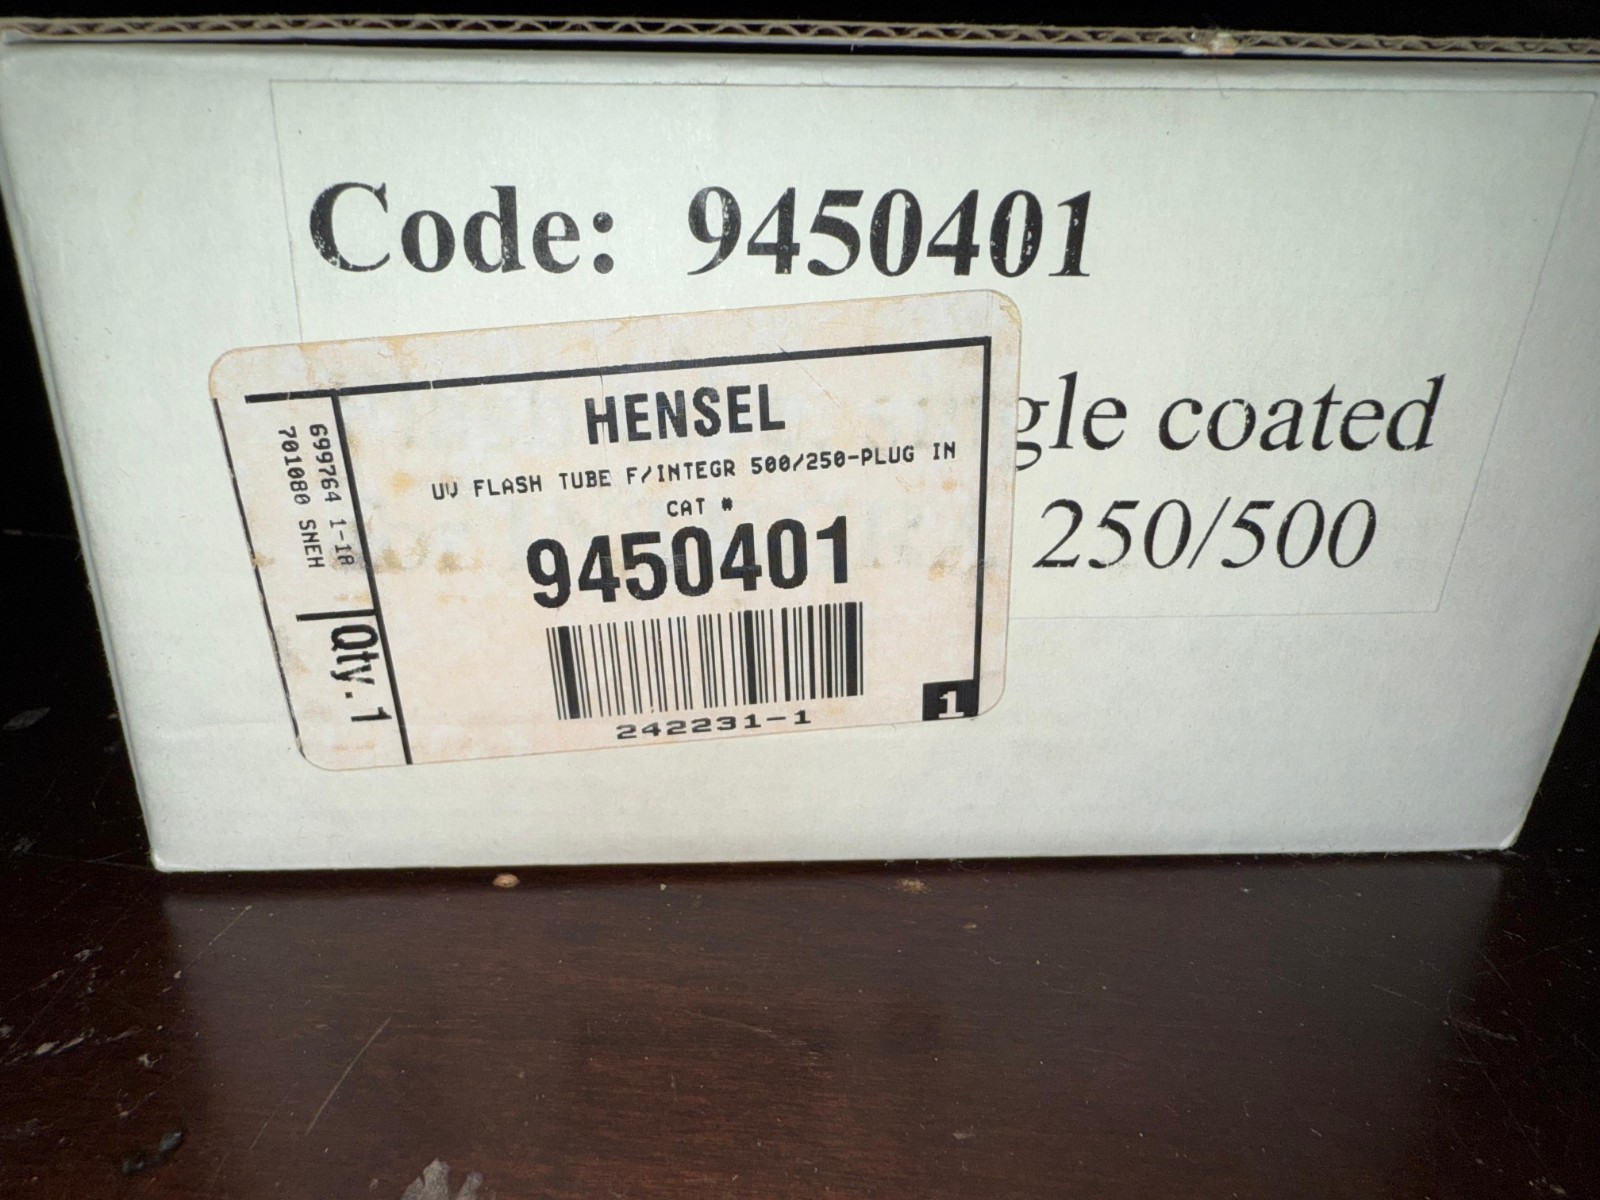 Code: 9450401
gle coated
250/500
HENSEL
UV FLASH TUBE F/INTEGR 500/250-PLUG IN
CAT #
9450401
242231-1
1
699764 1-IA
701080 SNEH
Qty. 1